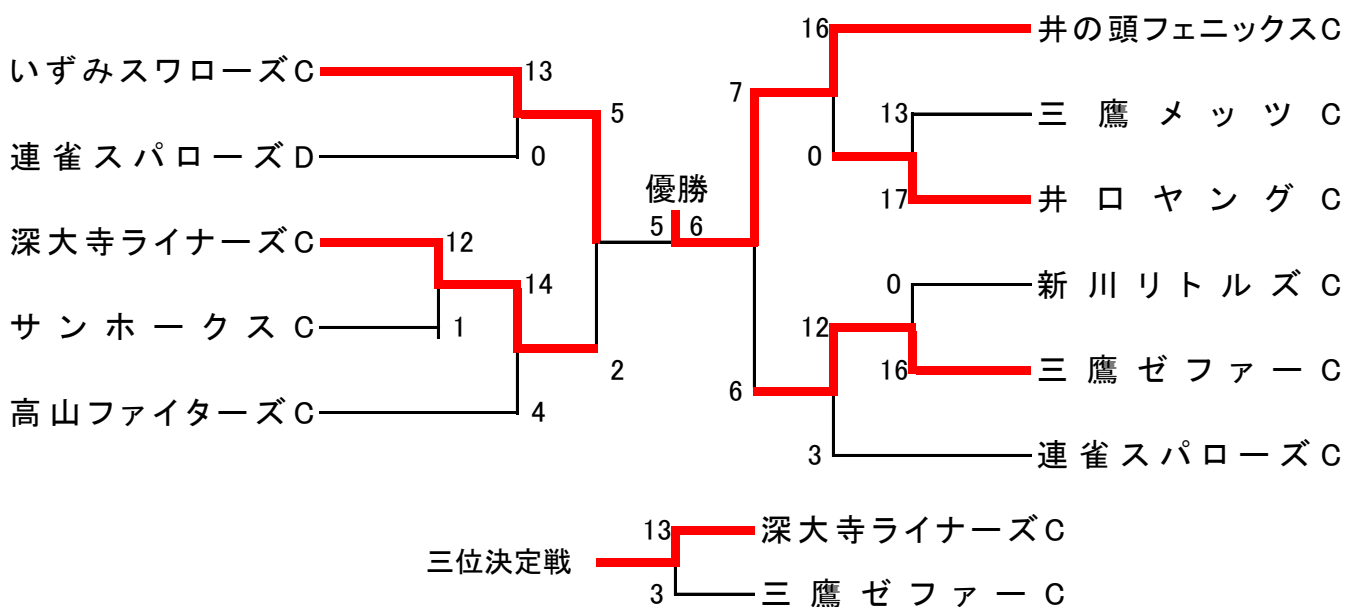 いずみスワローズC
13
5
連雀スパローズD
0
深大寺ライナーズC
12
14
サンホークスC
1
2
高山ファイターズC
4
優勝
5
6
16
井の頭フェニックスC
7
13
三鷹メッツC
0
17
井口ヤングC
0
新川リトルズC
12
16
三鷹ゼファーC
6
3
連雀スパローズC
三位決定戦
13
深大寺ライナーズC
3
三鷹ゼファーC